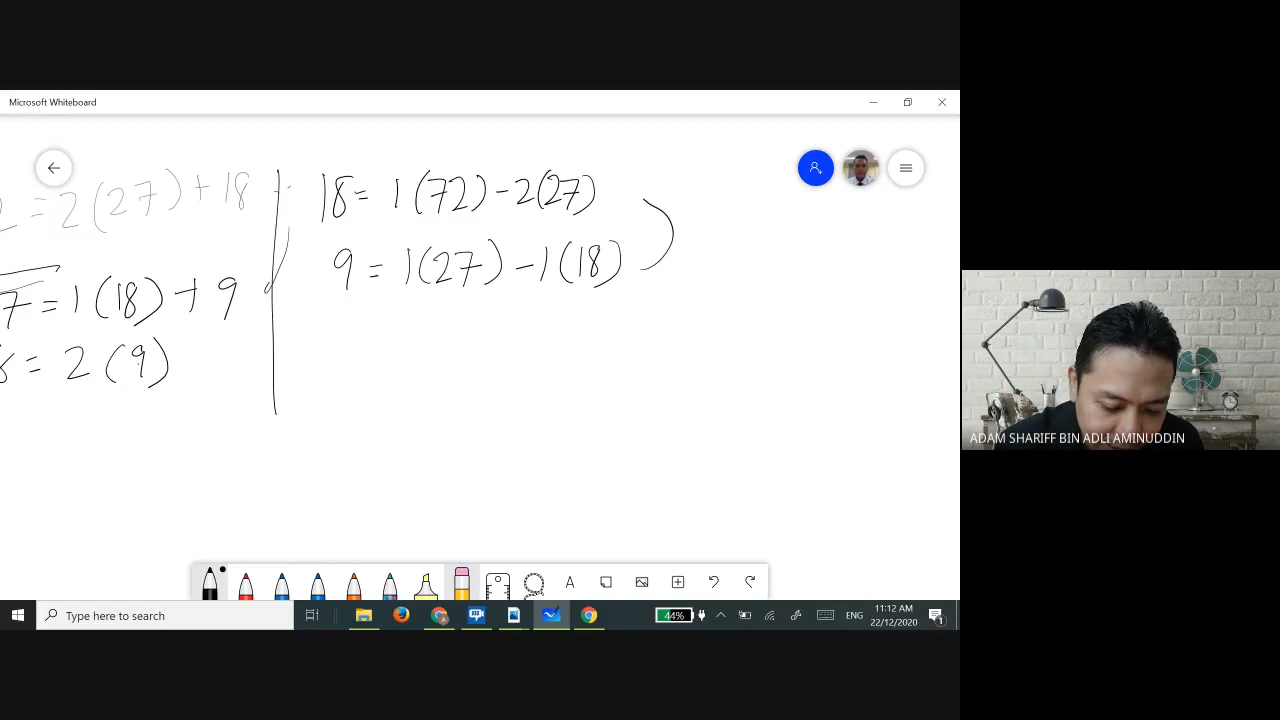 Microsoft Whiteboard
= 2(27) + 18
7 = 1(18) + 9
8 = 2(9)
18 = 1(72) - 2(27)
9 = 1(27) - 1(18)
ADAM SHARIFF BIN ADLI AMINUDDIN
A
Type here to search
44%
ENG
11:12 AM
22/12/2020
1